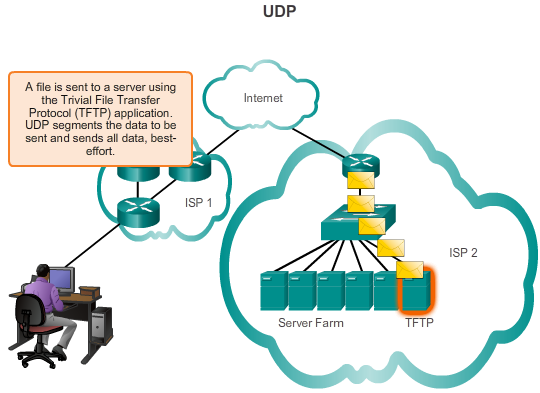 UDP
A file is sent to a server using
the Trivial File Transfer
Protocol (TFTP) application.
UDP segments the data to be
sent and sends all data, best-
effort.
Internet
ISP 1
ISP 2
Server Farm
TFTP